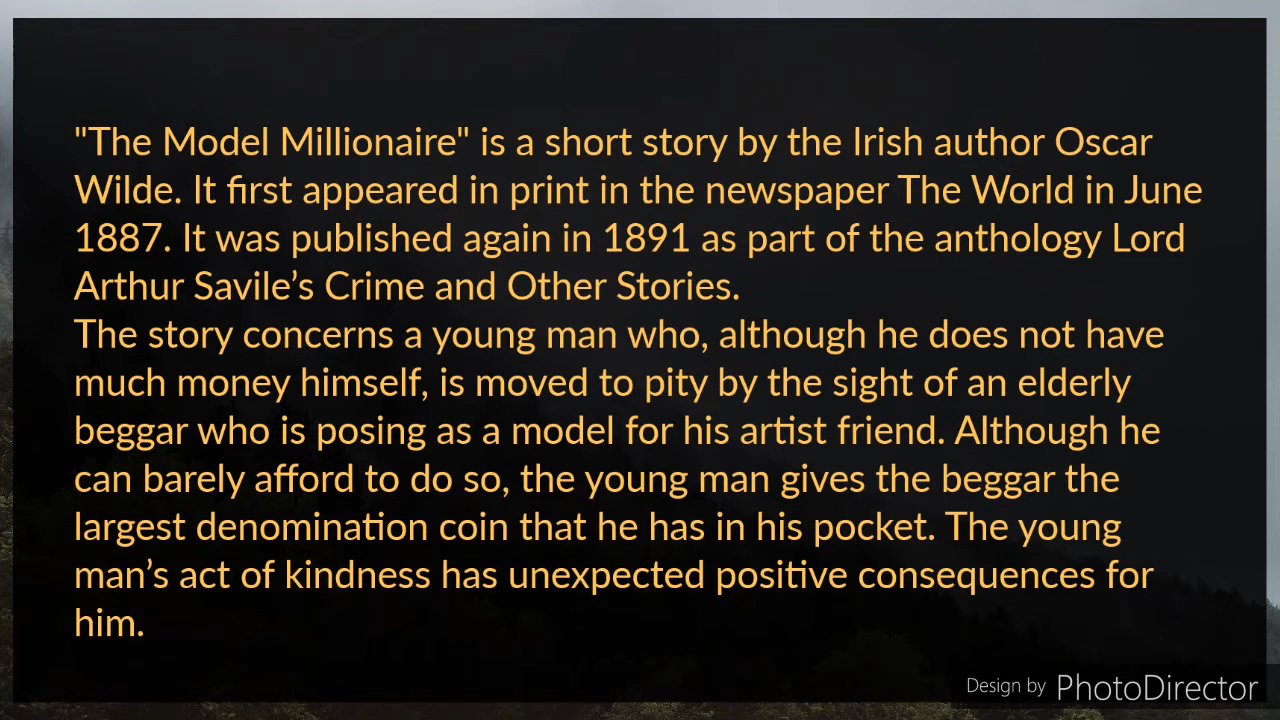 "The Model Millionaire" is a short story by the Irish author Oscar
Wilde. It first appeared in print in the newspaper The World in June
1887. It was published again in 1891 as part of the anthology Lord
Arthur Savile’s Crime and Other Stories.
The story concerns a young man who, although he does not have
much money himself, is moved to pity by the sight of an elderly
beggar who is posing as a model for his artist friend. Although he
can barely afford to do so, the young man gives the beggar the
largest denomination coin that he has in his pocket. The young
man’s act of kindness has unexpected positive consequences for
him.
Design by PhotoDirector